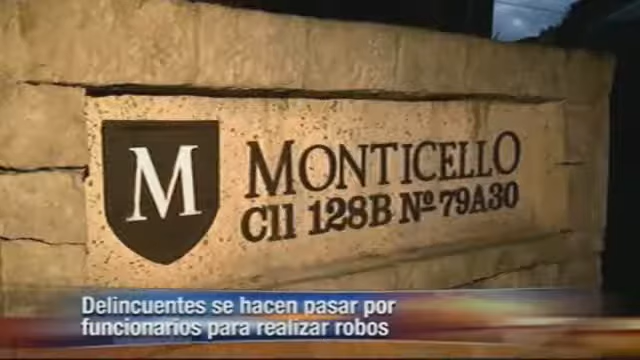 M
MONTICELLO
Cll 128B Nº 79A30
Delincuentes se hacen pasar por
funcionarios para realizar robos